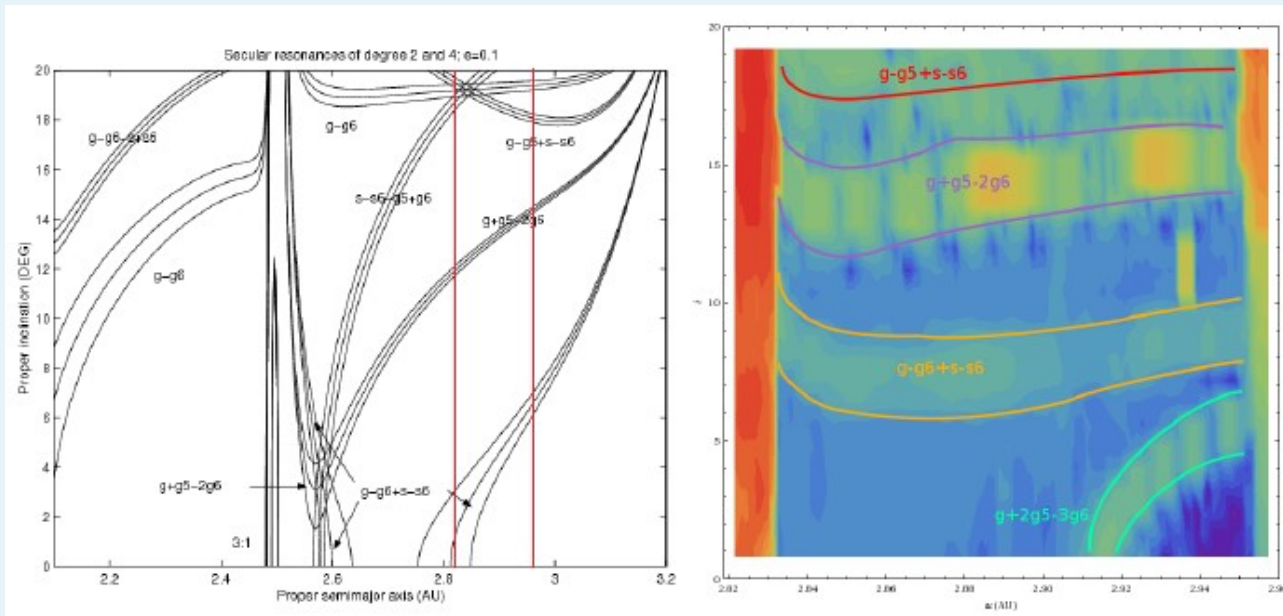 Secular resonances of degree 2 and 4; e=0.1
Proper inclination (DEG)
20
18
16
14
12
10
8
6
4
2
0
g-g6-2+s6
g-g6
g-g6
g-g5+s-s6
s-s6-g5+g6
g+g5-2g6
g+g5-2g6
g-g6+s-s6
3:1
2.2
2.4
2.6
2.8
3
3.2
Proper semimajor axis (AU)
20
15
10
5
0
g-g5+s-s6
g+g5-2g6
g-g6+s-s6
g+2g5-3g6
2.82
2.84
2.86
2.88
2.90
2.92
2.94
a (AU)